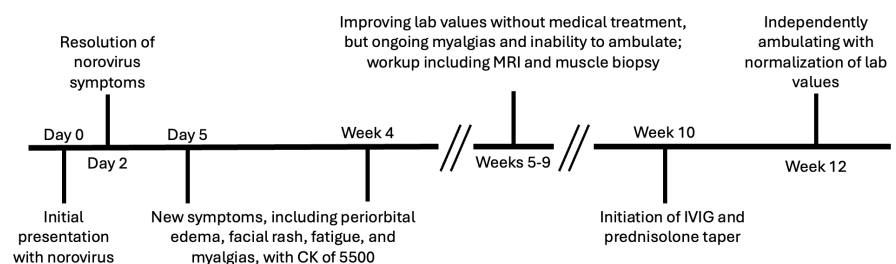 Improving lab values without medical treatment,
but ongoing myalgias and inability to ambulate;
workup including MRI and muscle biopsy
Independently
ambulating with
normalization of lab
values
Resolution of
norovirus
symptoms
Day 0
Day 5
Week 4
Week 10
Day 2
Weeks 5-9
Week 12
Initial
presentation
with norovirus
New symptoms, including periorbital
edema, facial rash, fatigue, and
myalgias, with CK of 5500
Initiation of IVIG and
prednisolone taper